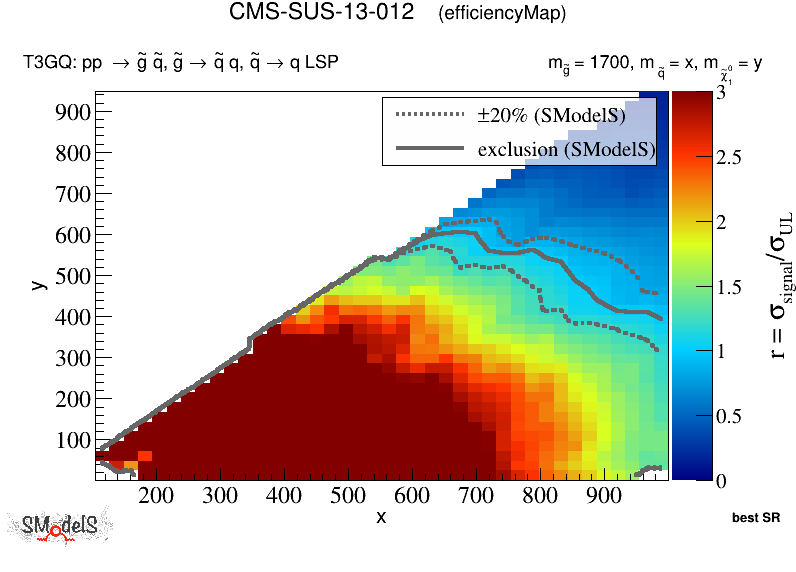 CMS-SUS-13-012 (efficiencyMap)
T3GQ: pp → g̃ q̃, g̃ → q̃ q, q̃ → q LSP
m_g̃ = 1700, m_q̃ = x, m_χ̃₁⁰ = y
±20% (SModelS)
exclusion (SModelS)
900
800
700
600
500
400
300
200
100
y
200 300 400 500 600 700 800 900
x
3
2.5
2
1.5
1
0.5
0
r = σ_signal/σ_UL
SModelS
best SR